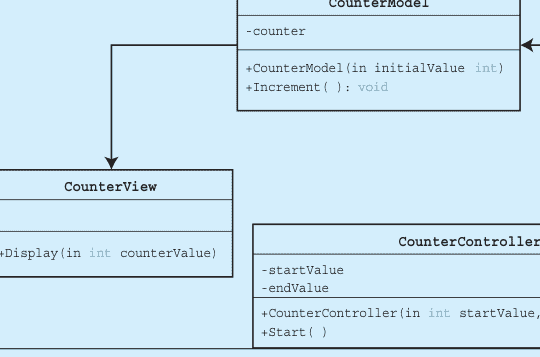 CounterModel
-counter
+CounterModel(in initialValue int)
+Increment( ): void
CounterView
+Display(in int counterValue)
CounterController
-startValue
-endValue
+CounterController(in int startValue,
+Start( )